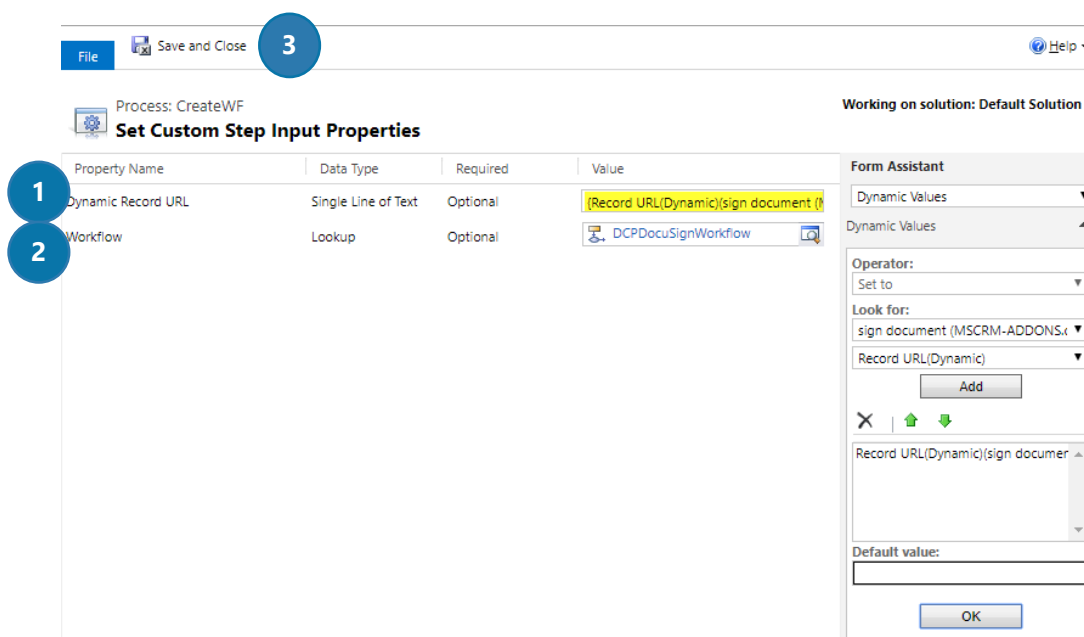 File
Save and Close
3
Help
Process: CreateWF
Set Custom Step Input Properties
Working on solution: Default Solution
Property Name
Data Type
Required
Value
1
Dynamic Record URL
Single Line of Text
Optional
{Record URL(Dynamic)(sign document (M
2
Workflow
Lookup
Optional
DCPDocuSignWorkflow
Form Assistant
Dynamic Values
Dynamic Values
Operator:
Set to
Look for:
sign document (MSCRM-ADDONS.c
Record URL(Dynamic)
Add
Record URL(Dynamic)(sign documen
Default value:
OK